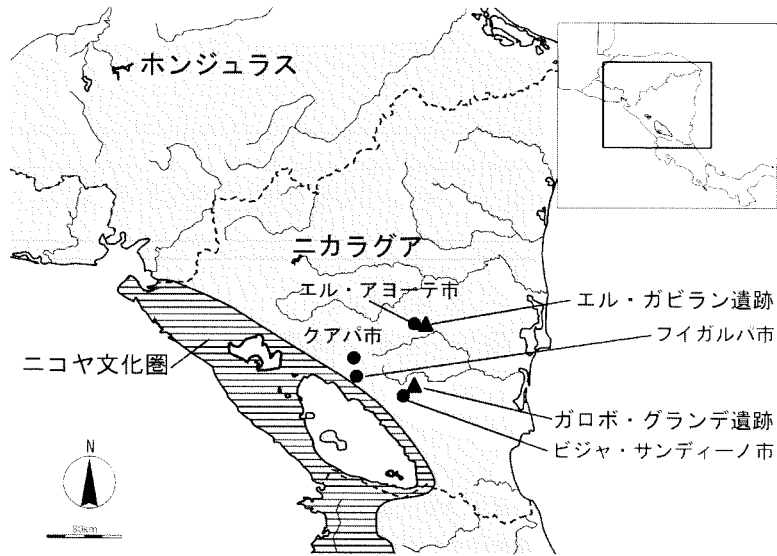 ホンジュラス
ニカラグア
エル・アヨーテ市
エル・ガビラン遺跡
クアパ市
フイガルパ市
ニコヤ文化圏
ガロボ・グランデ遺跡
ビジャ・サンディーノ市
N
80km